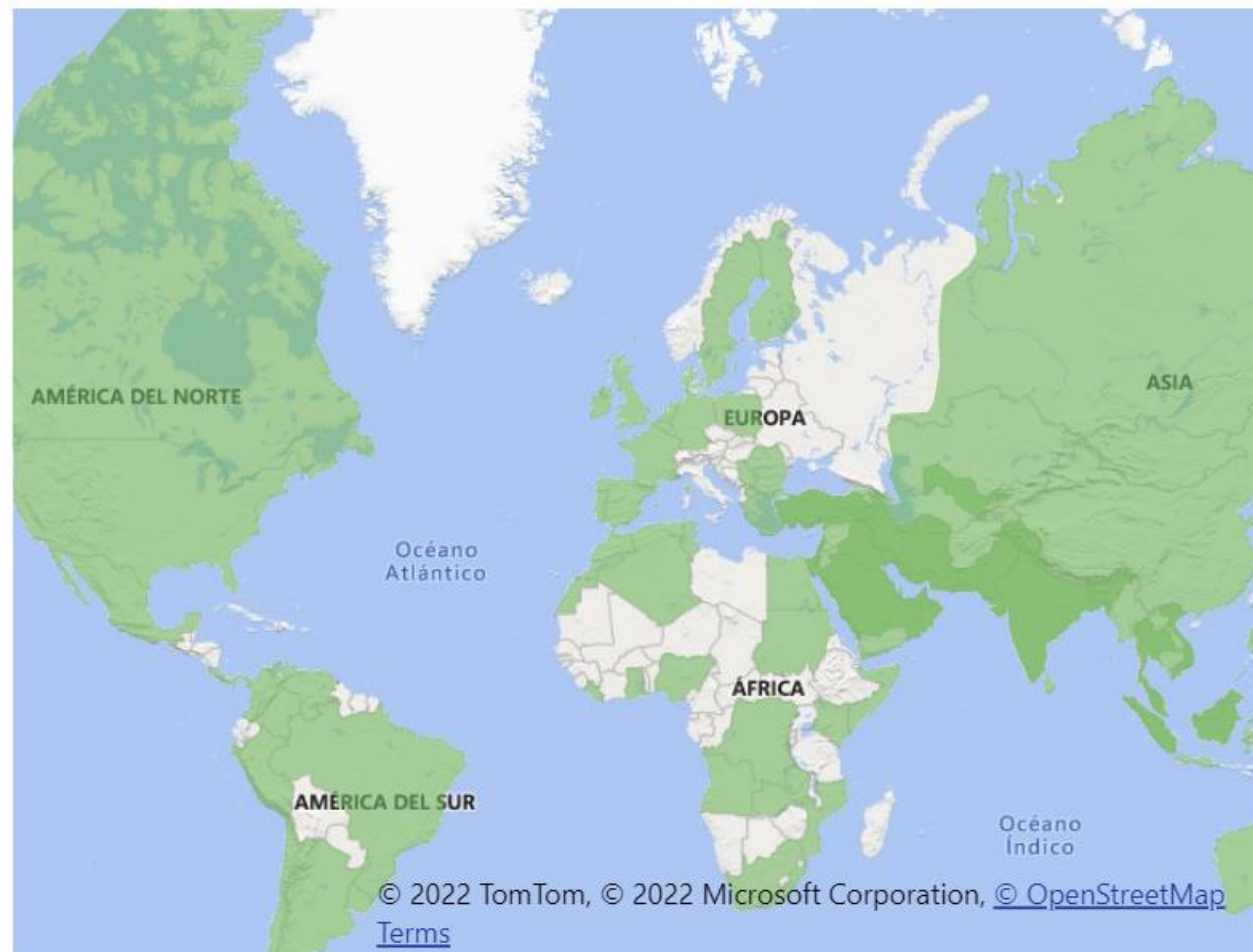 AMÉRICA DEL NORTE
ASIA
EUROPA
Océano
Atlántico
ÁFRICA
AMÉRICA DEL SUR
Océano
Índico
© 2022 TomTom, © 2022 Microsoft Corporation, © OpenStreetMap
Terms